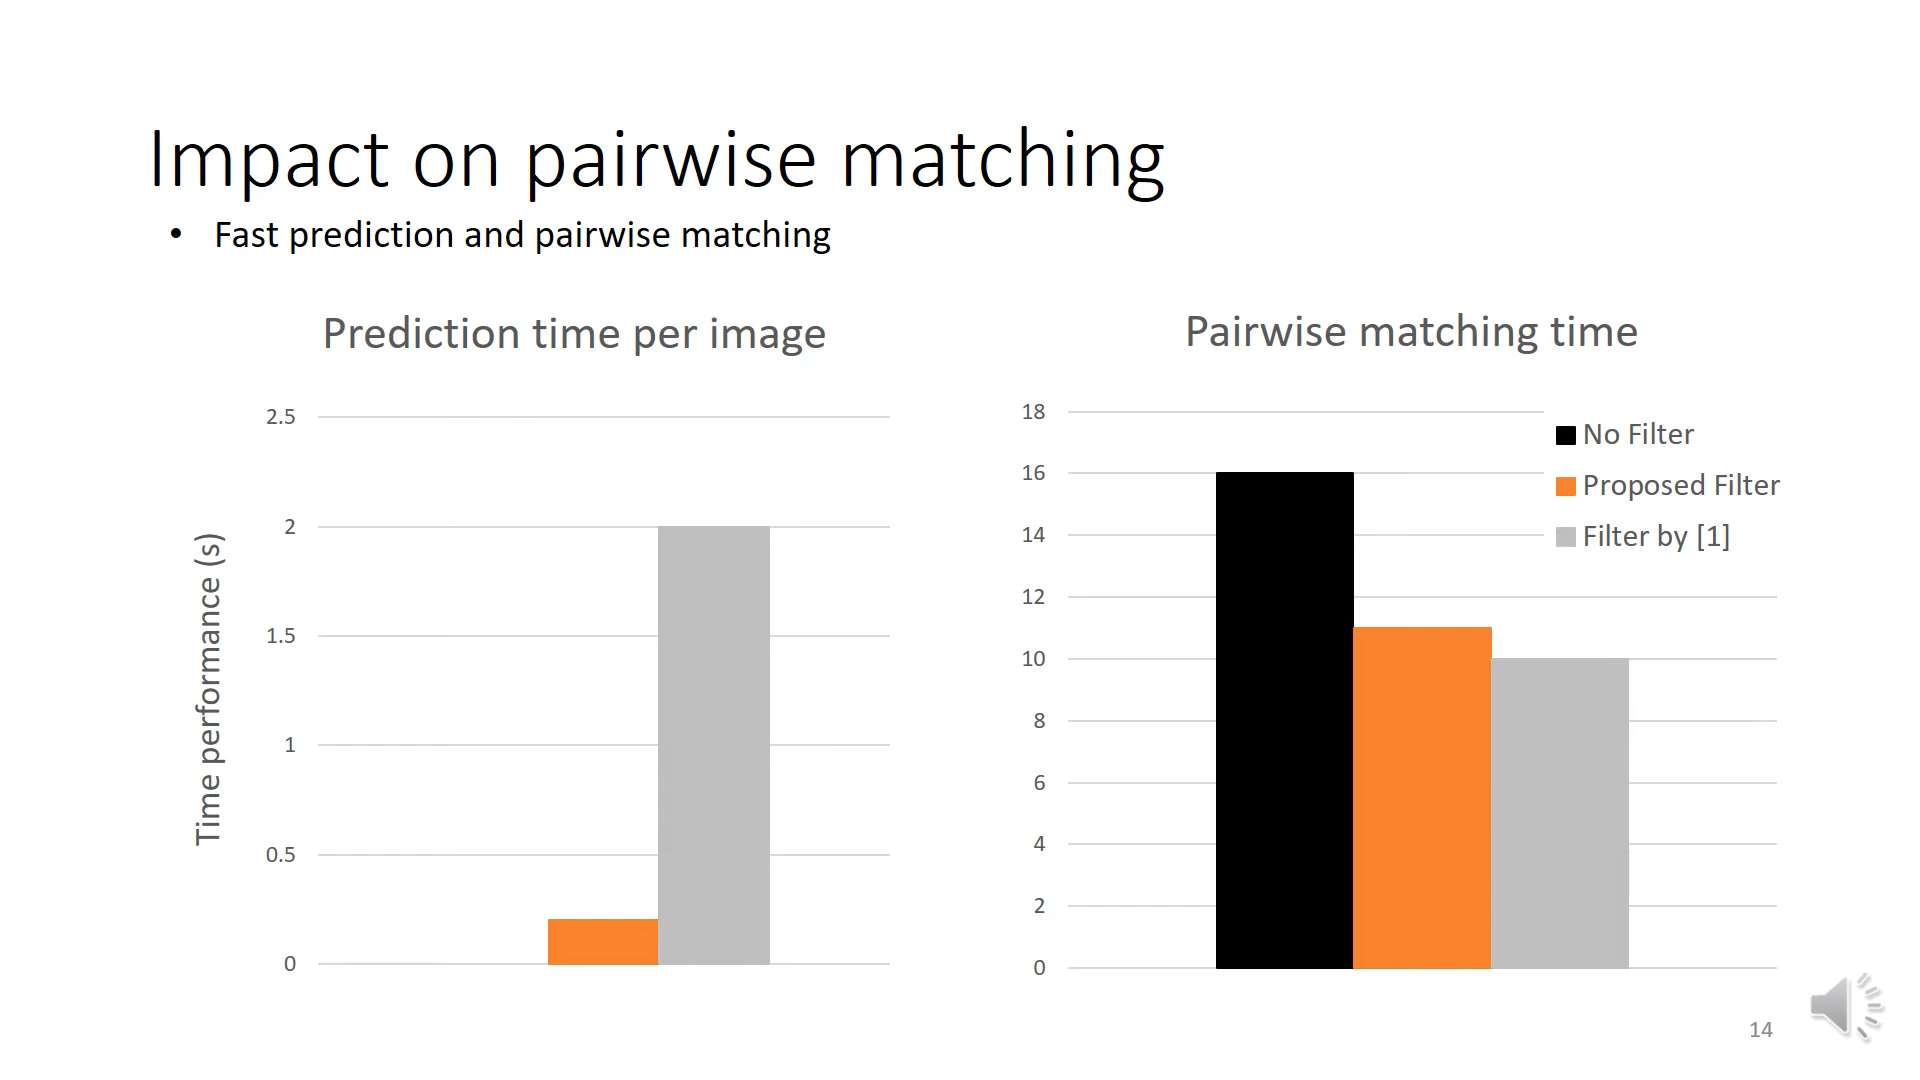 Impact on pairwise matching
• Fast prediction and pairwise matching
Prediction time per image
Time performance (s)
2.5
2
1.5
1
0.5
0
Pairwise matching time
18
16
14
12
10
8
6
4
2
0
No Filter
Proposed Filter
Filter by [1]
14